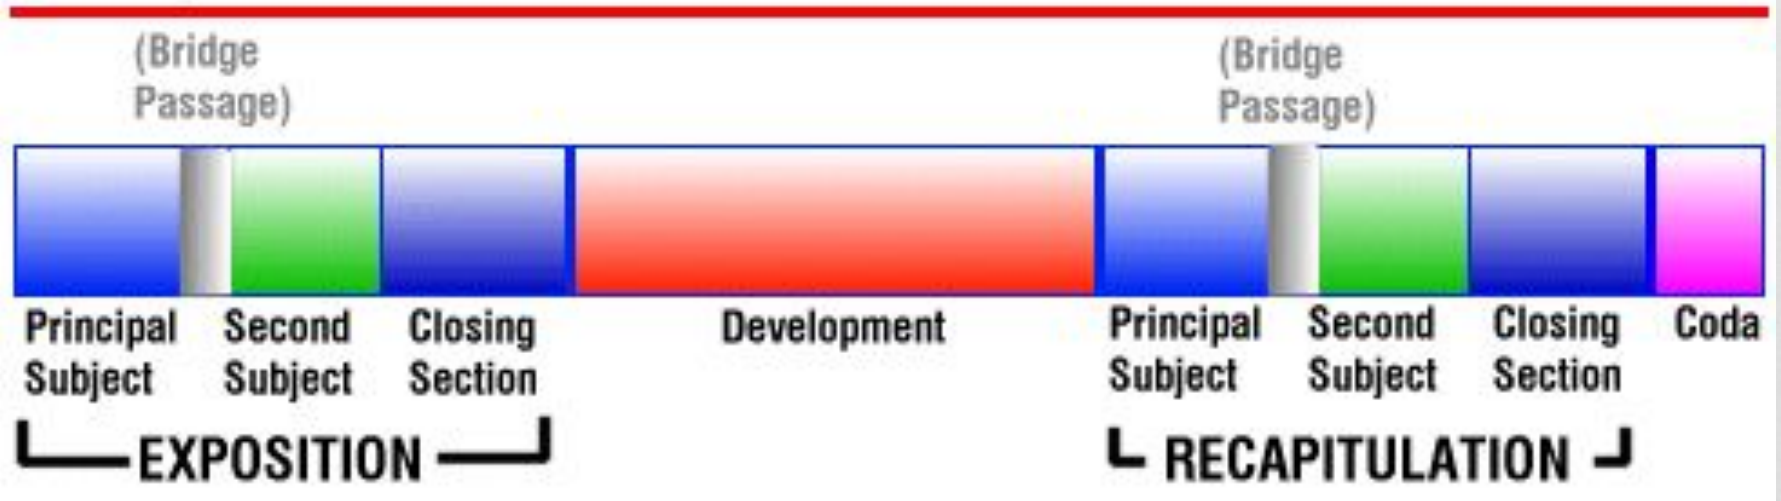 (Bridge
Passage)
(Bridge
Passage)
Principal
Subject
Second
Subject
Closing
Section
Development
Principal
Subject
Second
Subject
Closing
Section
Coda
EXPOSITION
RECAPITULATION